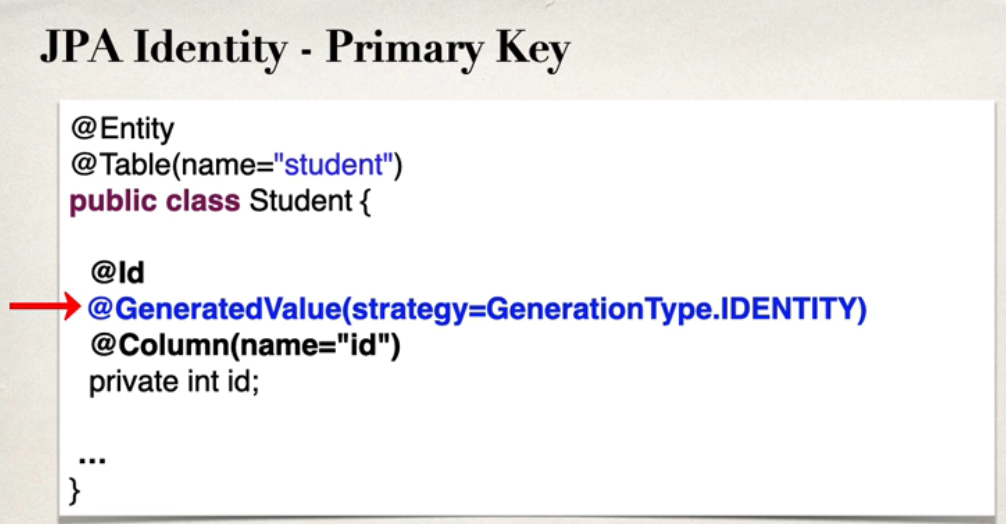 JPA Identity - Primary Key
@Entity
@Table(name="student")
public class Student {
@Id
@GeneratedValue(strategy=GenerationType.IDENTITY)
@Column(name="id")
private int id;
...
}